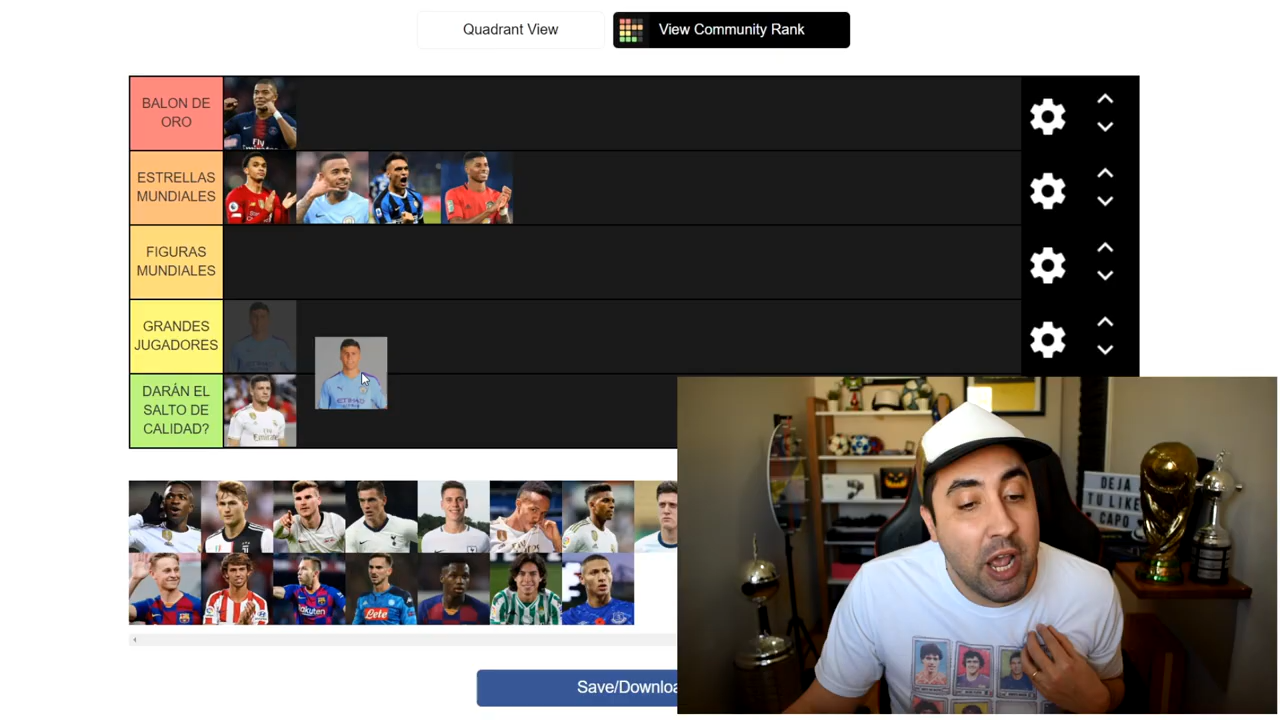 Quadrant View
View Community Rank
BALON DE
ORO
ESTRELLAS
MUNDIALES
FIGURAS
MUNDIALES
GRANDES
JUGADORES
DARÁN EL
SALTO DE
CALIDAD?
Save/Downloa
DEJA
TU LIKE
CAPO